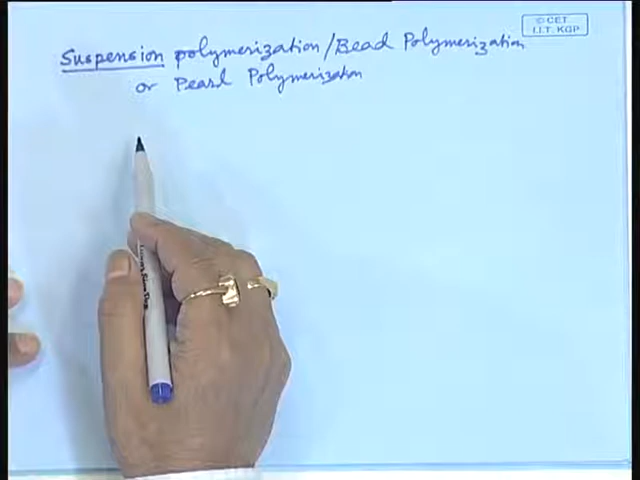 Suspension polymerization/Bead Polymerization
or Pearl Polymerization
© CET
I.I.T. KGP